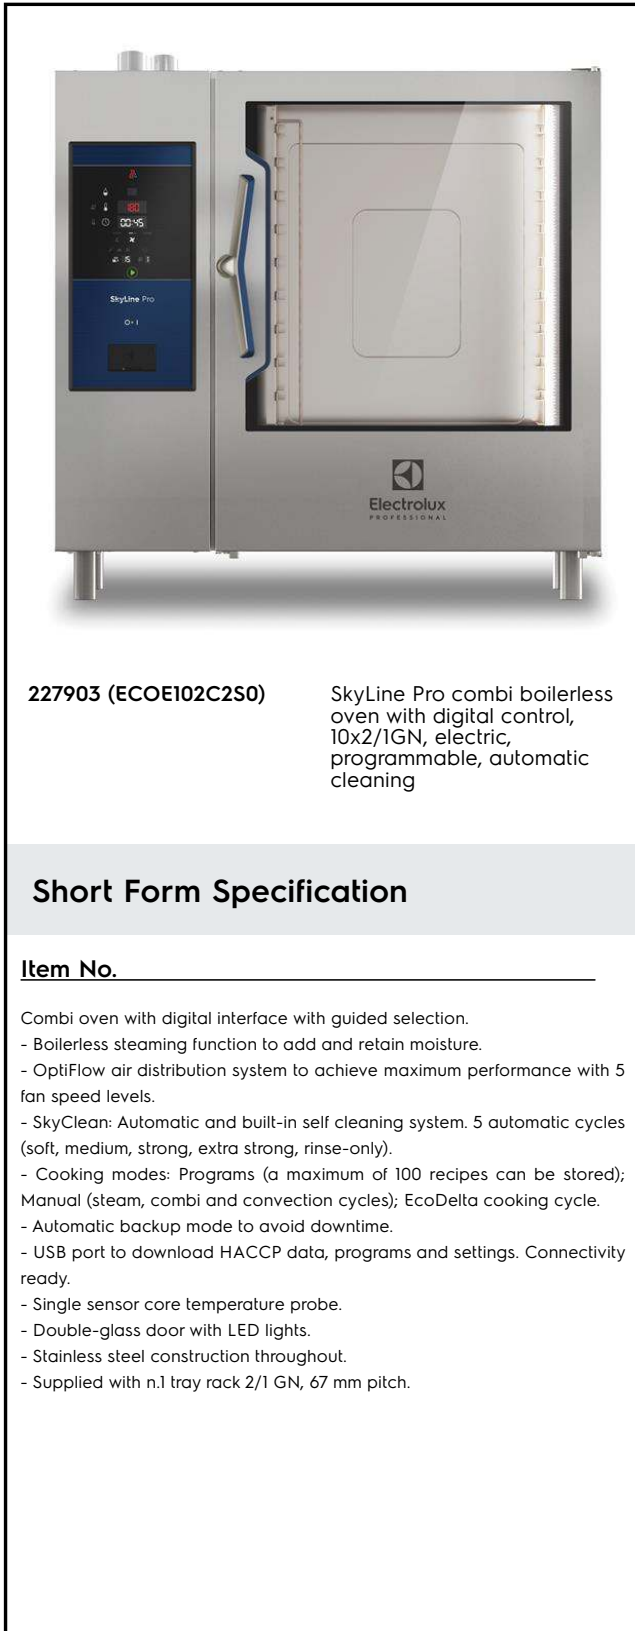 180
00:45
15
SkyLine Pro
Electrolux
PROFESSIONAL
227903 (ECOE102C2S0)
SkyLine Pro combi boilerless
oven with digital control,
10x2/1GN, electric,
programmable, automatic
cleaning
Short Form Specification
Item No.
Combi oven with digital interface with guided selection.
- Boilerless steaming function to add and retain moisture.
- OptiFlow air distribution system to achieve maximum performance with 5
fan speed levels.
- SkyClean: Automatic and built-in self cleaning system. 5 automatic cycles
(soft, medium, strong, extra strong, rinse-only).
- Cooking modes: Programs (a maximum of 100 recipes can be stored);
Manual (steam, combi and convection cycles); EcoDelta cooking cycle.
- Automatic backup mode to avoid downtime.
- USB port to download HACCP data, programs and settings. Connectivity
ready.
- Single sensor core temperature probe.
- Double-glass door with LED lights.
- Stainless steel construction throughout.
- Supplied with n.1 tray rack 2/1 GN, 67 mm pitch.